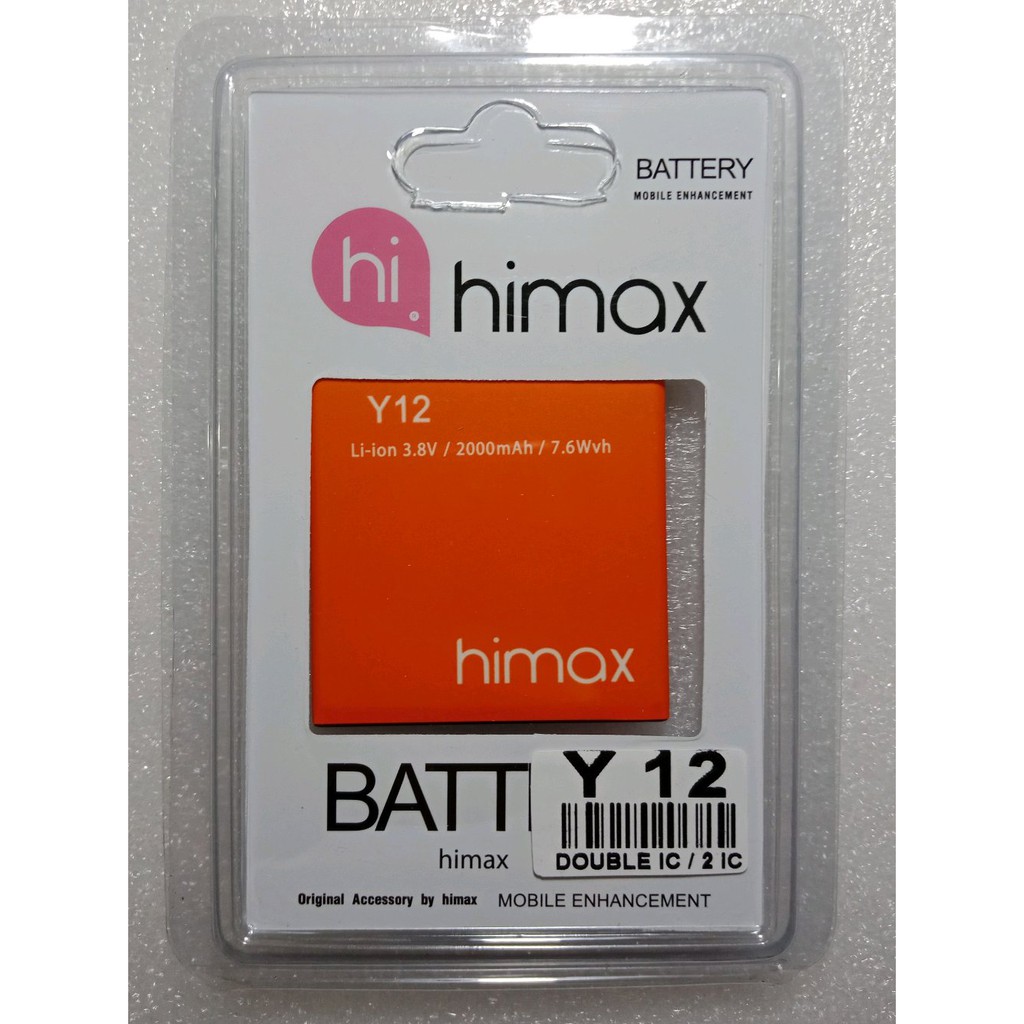 BATTERY
MOBILE ENHANCEMENT
hi
himax
Y12
Li-ion 3.8V / 2000mAh / 7.6Wvh
himax
Y 12
BATT
DOUBLE IC / 2 IC
himax
Original Accessory by himax MOBILE ENHANCEMENT